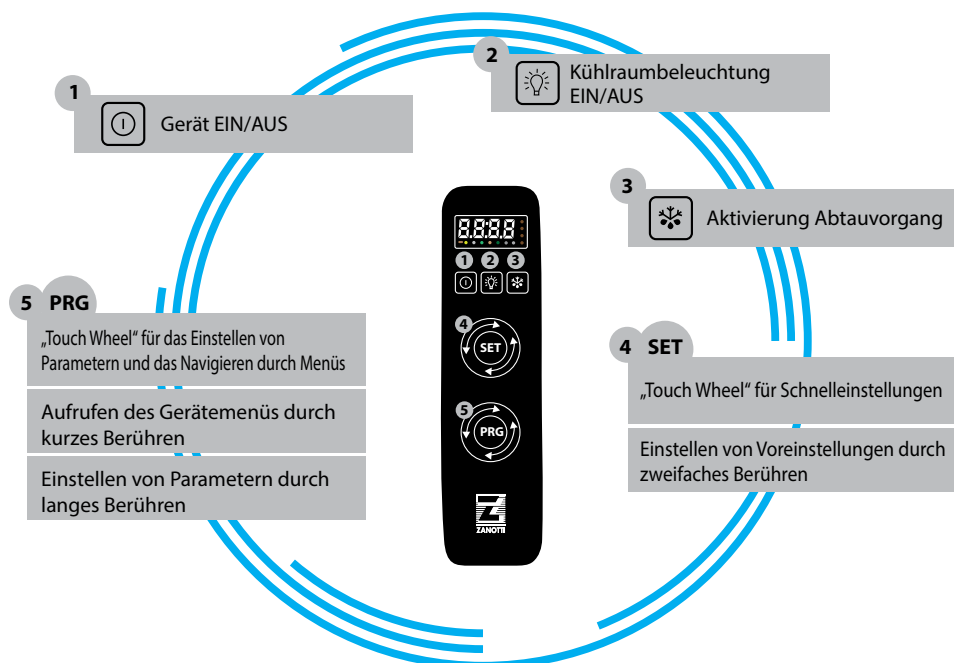 1
Gerät EIN/AUS
2
Kühlraumbeleuchtung
EIN/AUS
3
Aktivierung Abtauvorgang
5 PRG
„Touch Wheel“ für das Einstellen von
Parametern und das Navigieren durch Menüs
Aufrufen des Gerätemenüs durch
kurzes Berühren
Einstellen von Parametern durch
langes Berühren
8.8:8.8
1 2 3
4
SET
5
PRG
ZANOTTI
4 SET
„Touch Wheel“ für Schnelleinstellungen
Einstellen von Voreinstellungen durch
zweifaches Berühren